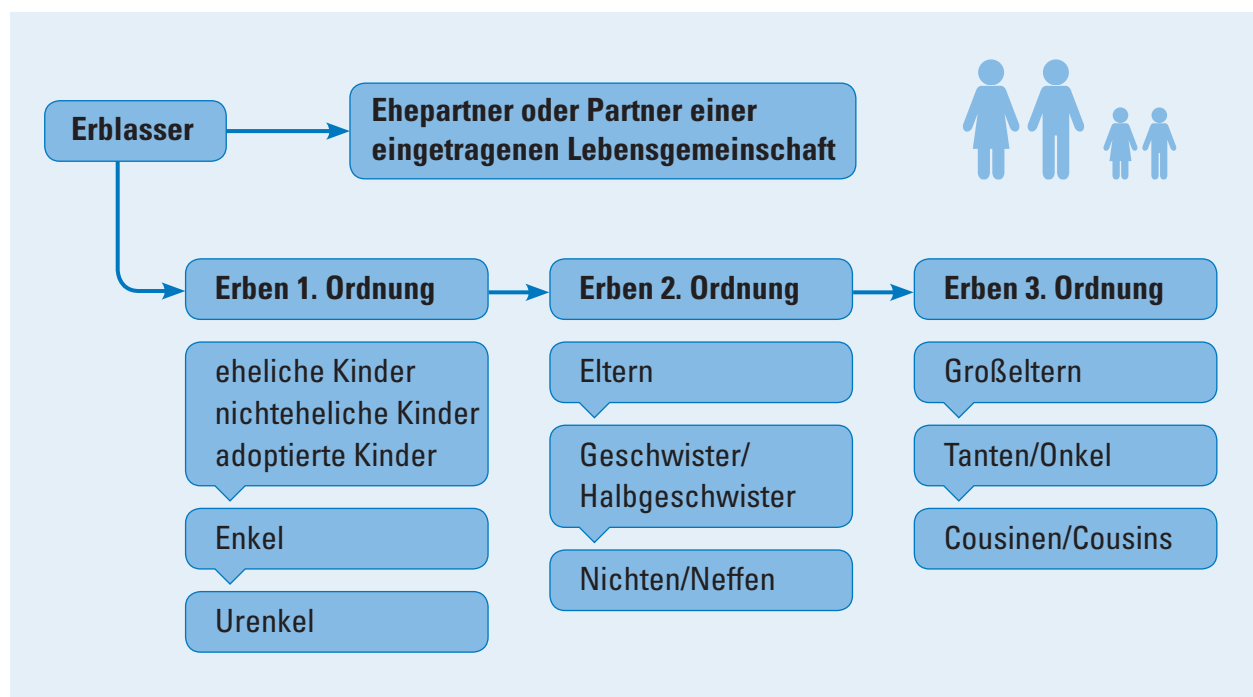 Erblasser
Ehepartner oder Partner einer
eingetragenen Lebensgemeinschaft
Erben 1. Ordnung
eheliche Kinder
nichteheliche Kinder
adoptierte Kinder
Enkel
Urenkel
Erben 2. Ordnung
Eltern
Geschwister/
Halbgeschwister
Nichten/Neffen
Erben 3. Ordnung
Großeltern
Tanten/Onkel
Cousinen/Cousins